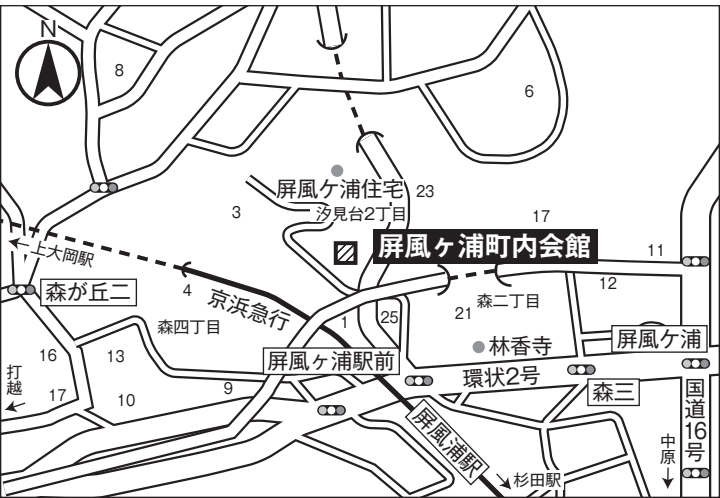 N
8
6
屏風ケ浦住宅
23
汐見台2丁目
3
17
屏風ヶ浦町内会館
11
←上大岡駅
12
森が丘二
4
京浜急行
森二丁目
21
森四丁目
1
25
屏風ケ浦
林香寺
16
13
屏風ヶ浦駅前
環状2号
打越
9
森三
17
10
国道16号
屏風浦駅
中原
杉田駅